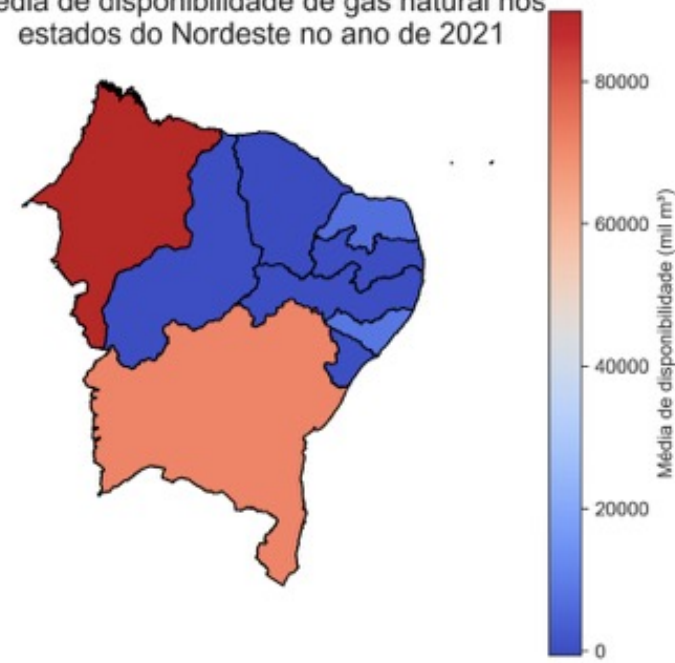 édia de disponibilidade de gás natural nos
estados do Nordeste no ano de 2021
80000
60000
40000
20000
0
Média de disponibilidade (mil m³)